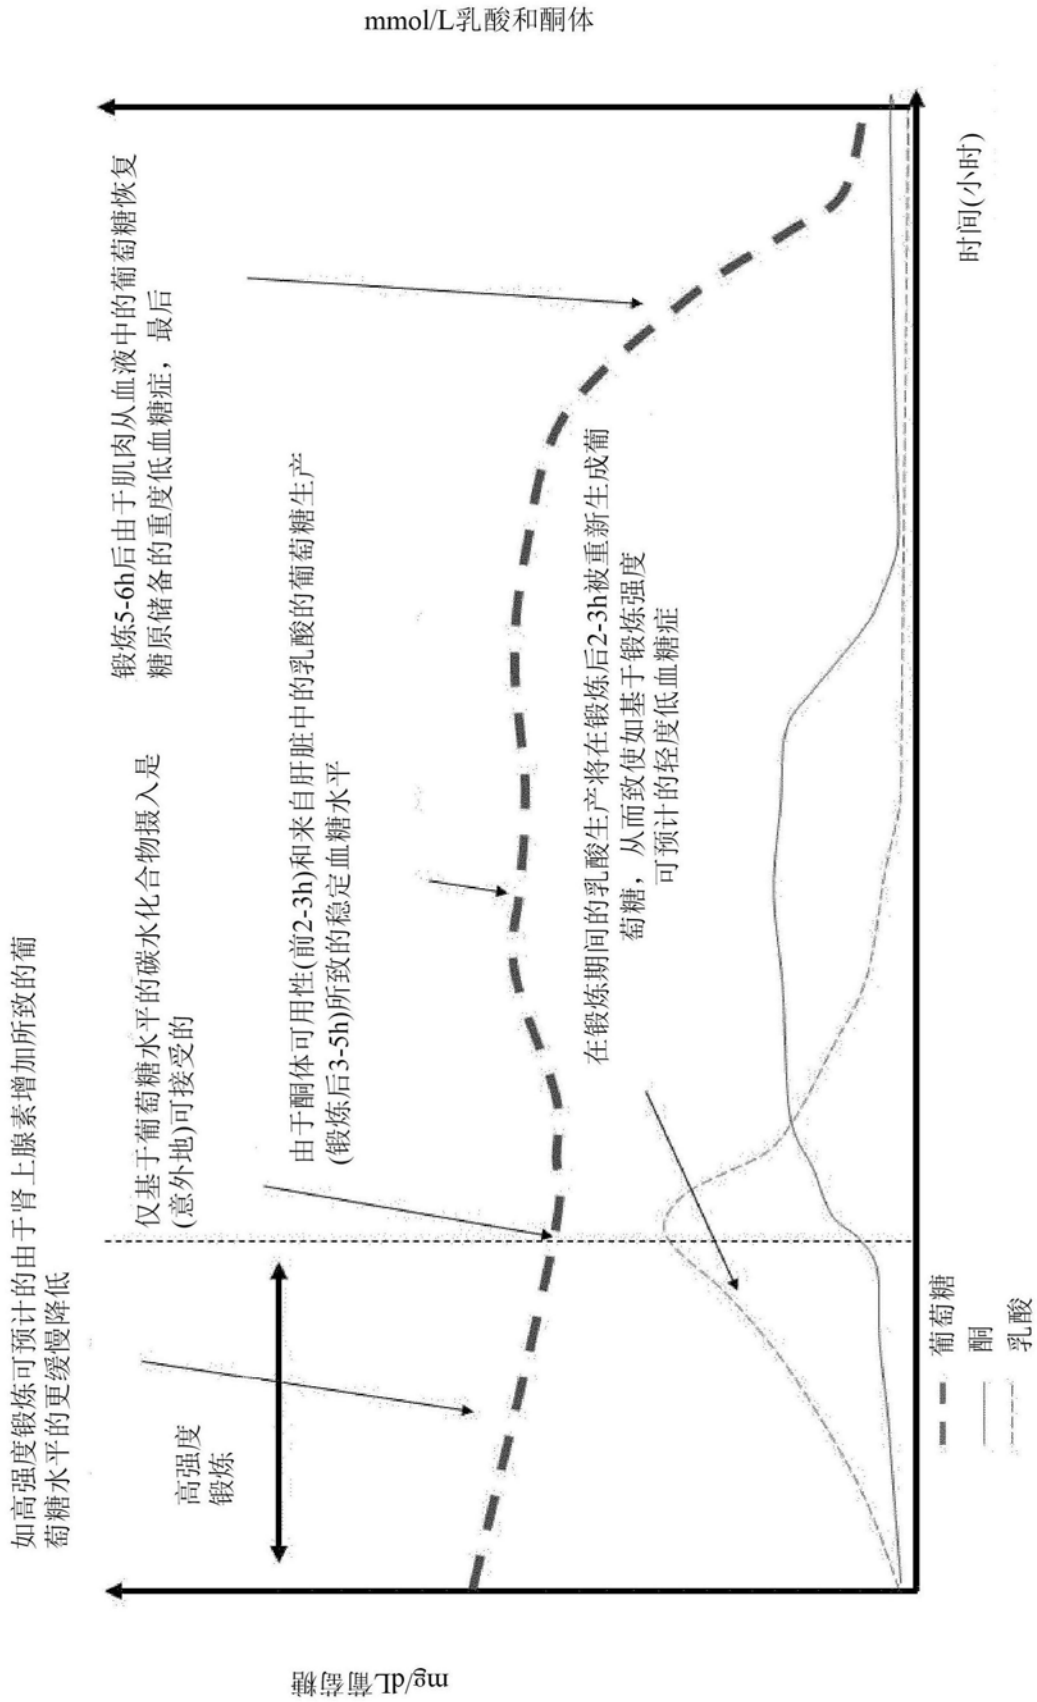 如高强度锻炼可预计的由于肾上腺素增加所致的葡
萄糖水平的更缓慢降低
仅基于葡萄糖水平的碳水化合物摄入是
(意外地)可接受的
锻炼5-6h后由于肌肉从血液中的葡萄糖恢复
糖原储备的重度低血糖症，最后
高强度
锻炼
由于酮体可用性(前2-3h)和来自肝脏中的乳酸的葡萄糖生产
(锻炼后3-5h)所致的稳定血糖水平
在锻炼期间的乳酸生产将在锻炼后2-3h被重新生成葡
萄糖，从而致使如基于锻炼强度
可预计的轻度低血糖症
mg/dL葡萄糖
mmol/L乳酸和酮体
时间(小时)
葡萄糖
酮
乳酸